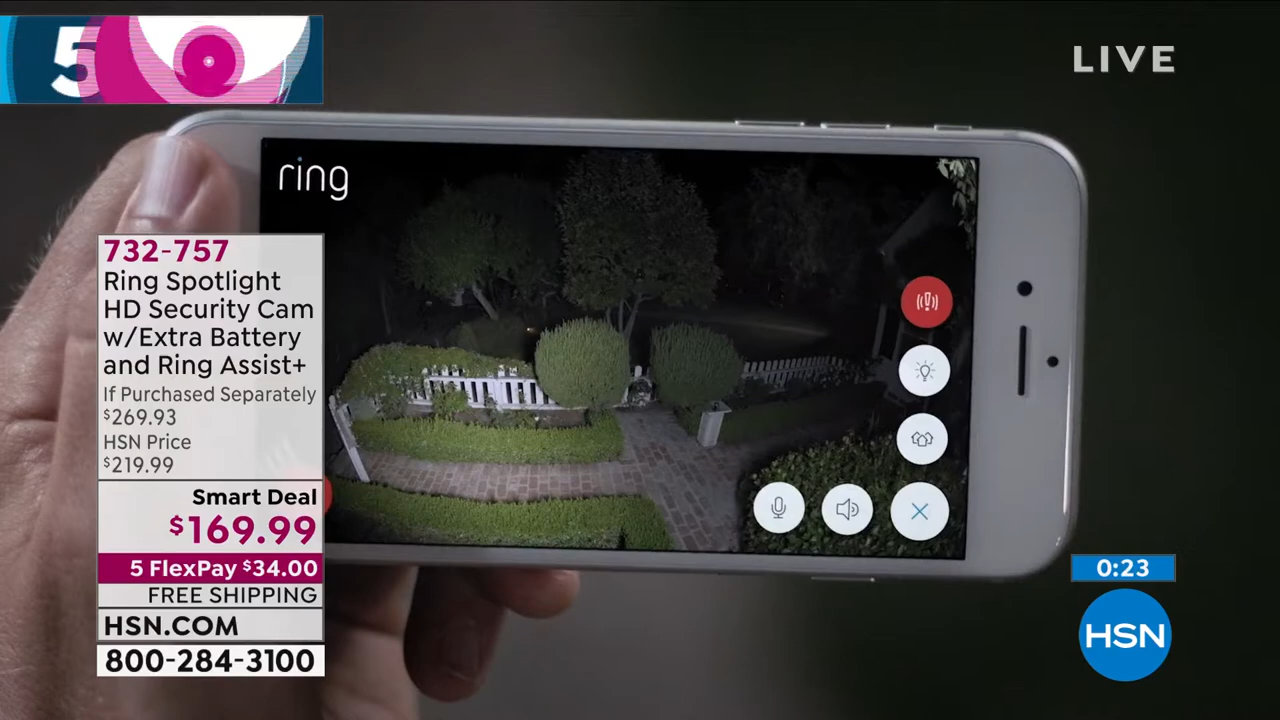 5
LIVE
ring
732-757
Ring Spotlight
HD Security Cam
w/Extra Battery
and Ring Assist+
If Purchased Separately
$269.93
HSN Price
$219.99
Smart Deal
$169.99
5 FlexPay $34.00
FREE SHIPPING
HSN.COM
800-284-3100
0:23
HSN